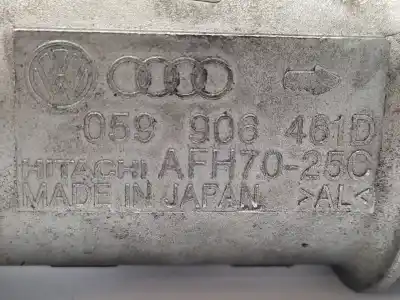 059 906 461D
HITACHI AFH70-25C
MADE IN JAPAN >AL<